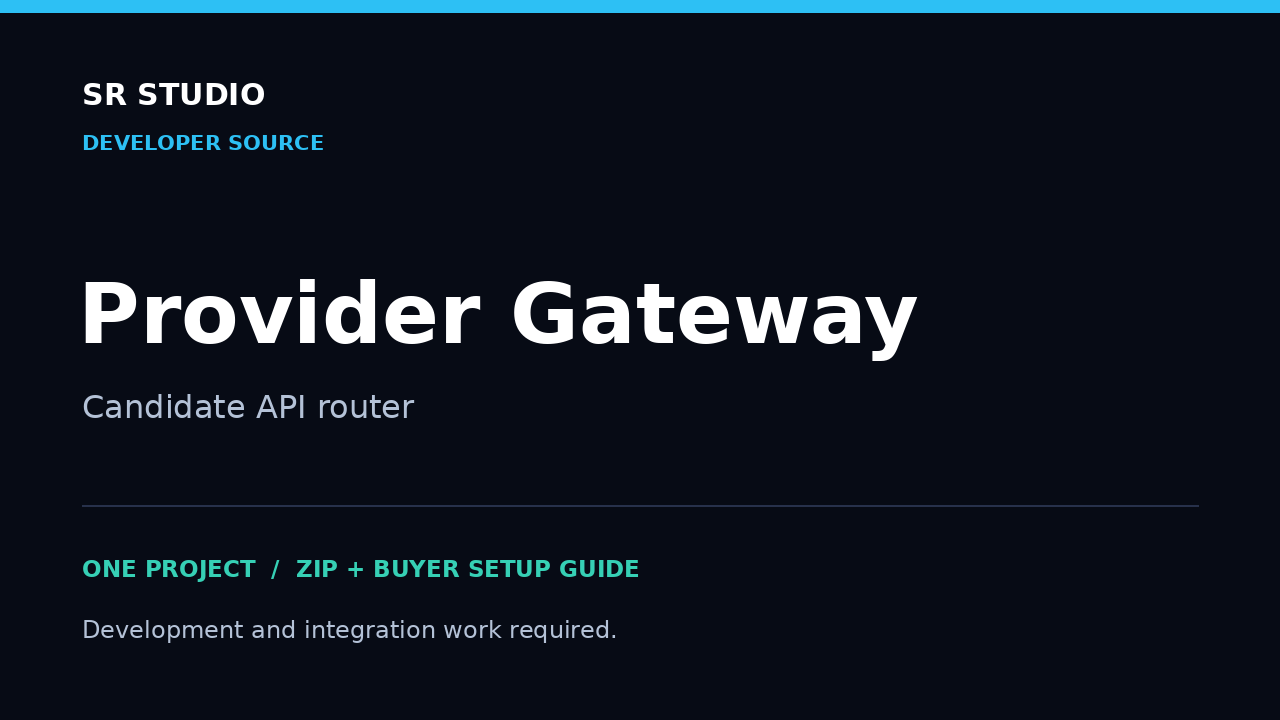 SR STUDIO
DEVELOPER SOURCE
Provider Gateway
Candidate API router
ONE PROJECT / ZIP + BUYER SETUP GUIDE
Development and integration work required.